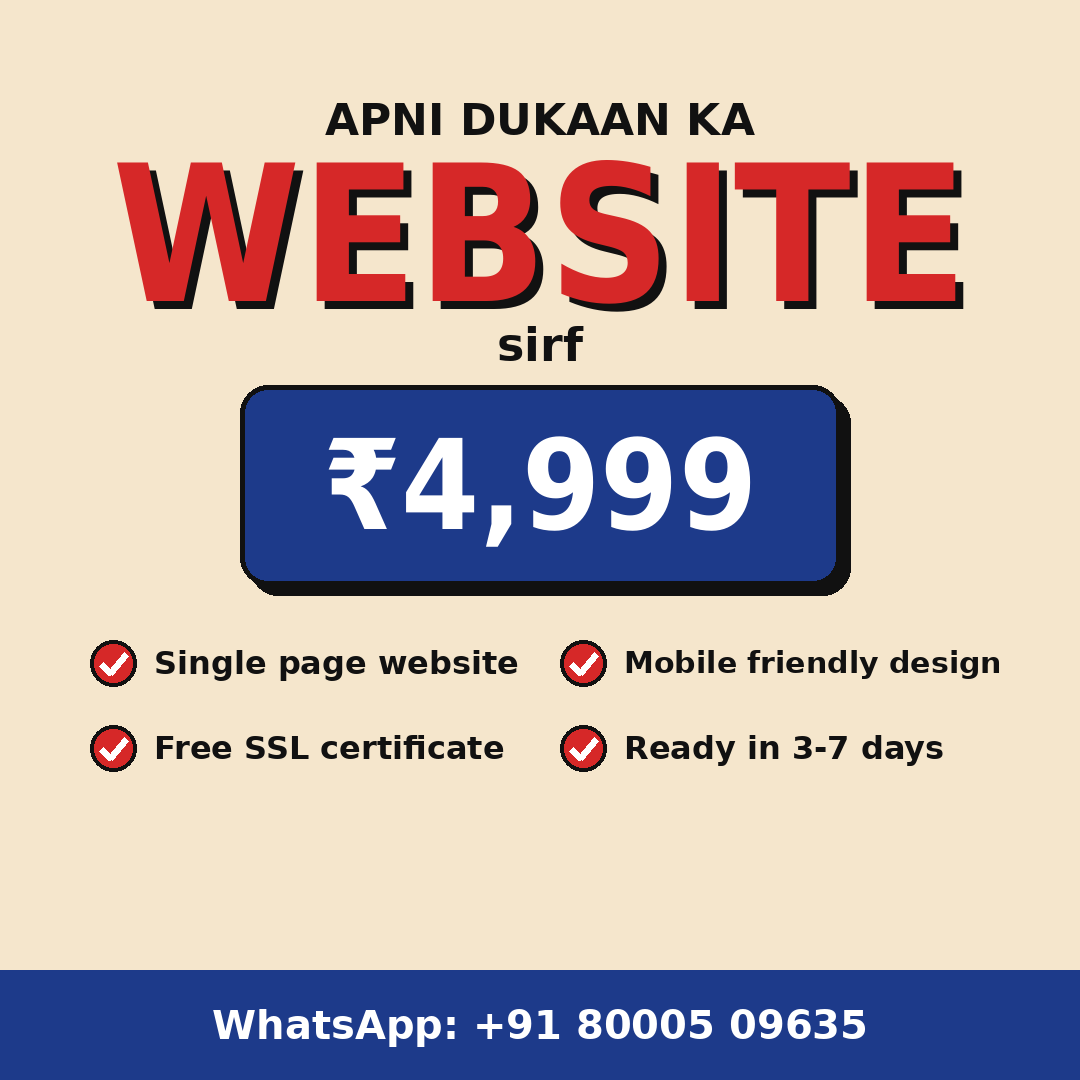 APNI DUKAAN KA
WEBSITE
sirf
₹4,999
Single page website
Mobile friendly design
Free SSL certificate
Ready in 3-7 days
WhatsApp: +91 80005 09635